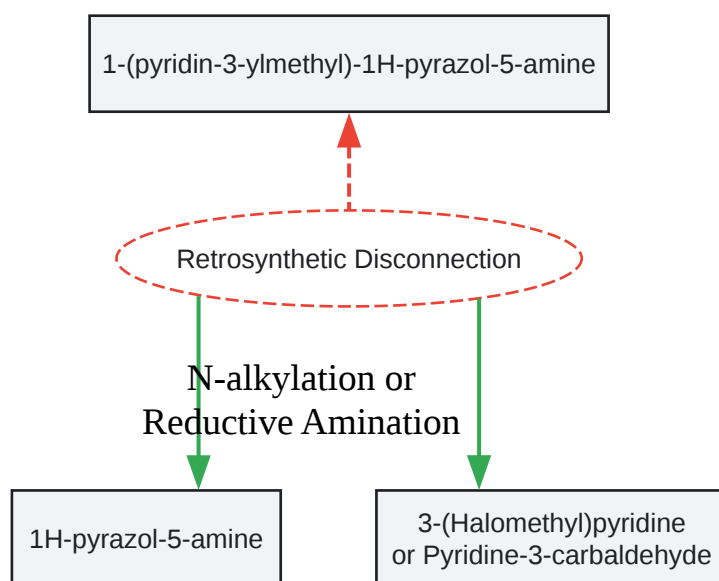 1-(pyridin-3-ylmethyl)-1H-pyrazol-5-amine
Retrosynthetic Disconnection
N-alkylation or
Reductive Amination
1H-pyrazol-5-amine
3-(Halomethyl)pyridine
or Pyridine-3-carbaldehyde